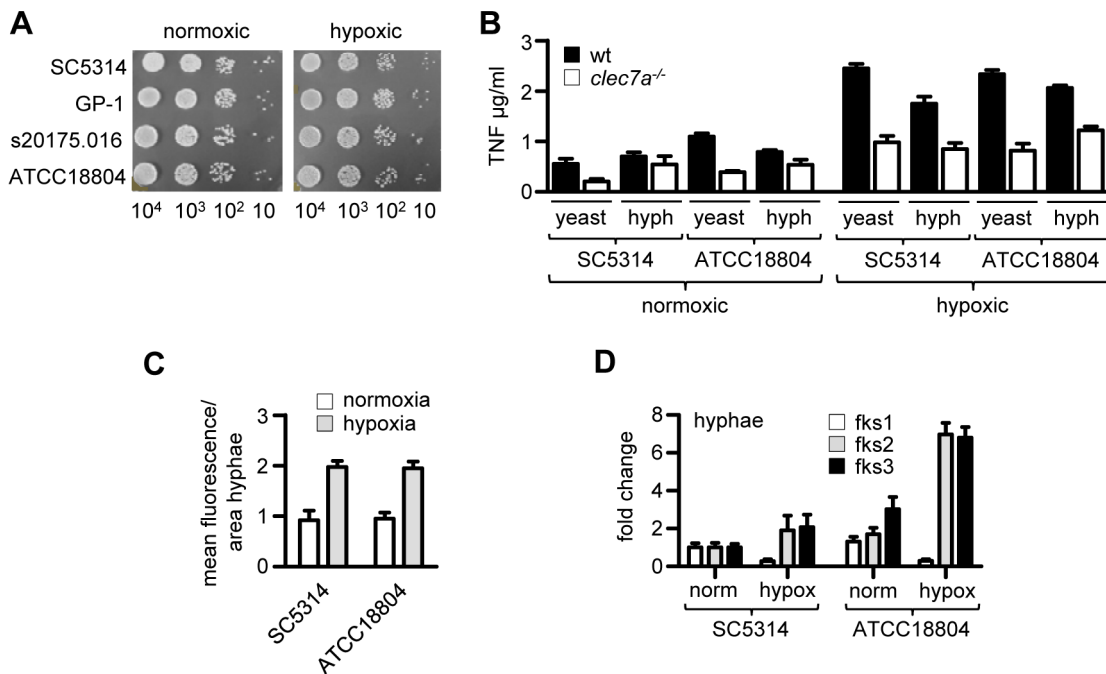 A
normoxic hypoxic
SC5314
GP-1
s20175.016
ATCC18804
10⁴ 10³ 10² 10 10⁴ 10³ 10² 10
B
TNF µg/ml
3
2
1
0
wt
clec7a⁻/⁻
yeast hyph yeast hyph yeast hyph yeast hyph
SC5314 ATCC18804 SC5314 ATCC18804
normoxic hypoxic
C
mean fluorescence/
area hyphae
3
2
1
0
normoxia
hypoxia
SC5314
ATCC18804
D
fold change
8
6
4
2
0
hyphae
fks1
fks2
fks3
norm hypox norm hypox
SC5314 ATCC18804